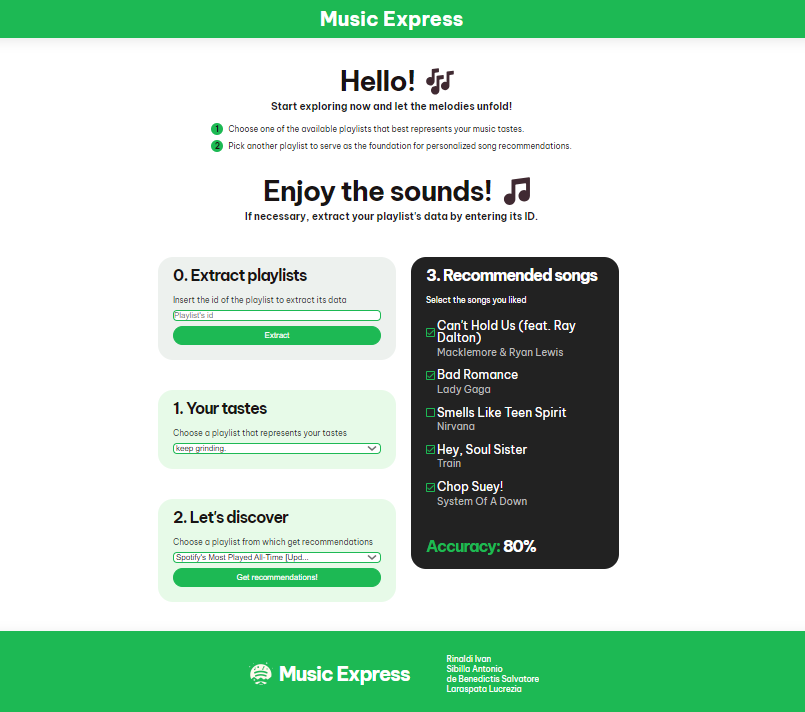 Music Express
Hello!
Start exploring now and let the melodies unfold!
1 Choose one of the available playlists that best represents your music tastes.
2 Pick another playlist to serve as the foundation for personalized song recommendations.
Enjoy the sounds!
If necessary, extract your playlist's data by entering its ID.
0. Extract playlists
Insert the id of the playlist to extract its data
Playlist's id
Extract
1. Your tastes
Choose a playlist that represents your tastes
keep grinding.
2. Let's discover
Choose a playlist from which get recommendations
Spotify's Most Played All-Time [Upd...
Get recommendations!
3. Recommended songs
Select the songs you liked
Can't Hold Us (feat. Ray
Dalton)
Macklemore & Ryan Lewis
Bad Romance
Lady Gaga
Smells Like Teen Spirit
Nirvana
Hey, Soul Sister
Train
Chop Suey!
System Of A Down
Accuracy: 80%
Music Express
Rinaldi Ivan
Sibilla Antonio
de Benedictis Salvatore
Laraspata Lucrezia